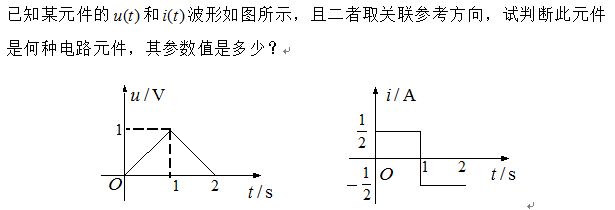 已知某元件的 u(t) 和 i(t) 波形如图所示，且二者取关联参考方向，试判断此元件
是何种电路元件，其参数值是多少？↵
u / V
1
O
1
2
t / s
i / A
1/2
O
1
2
t / s
-1/2
↵